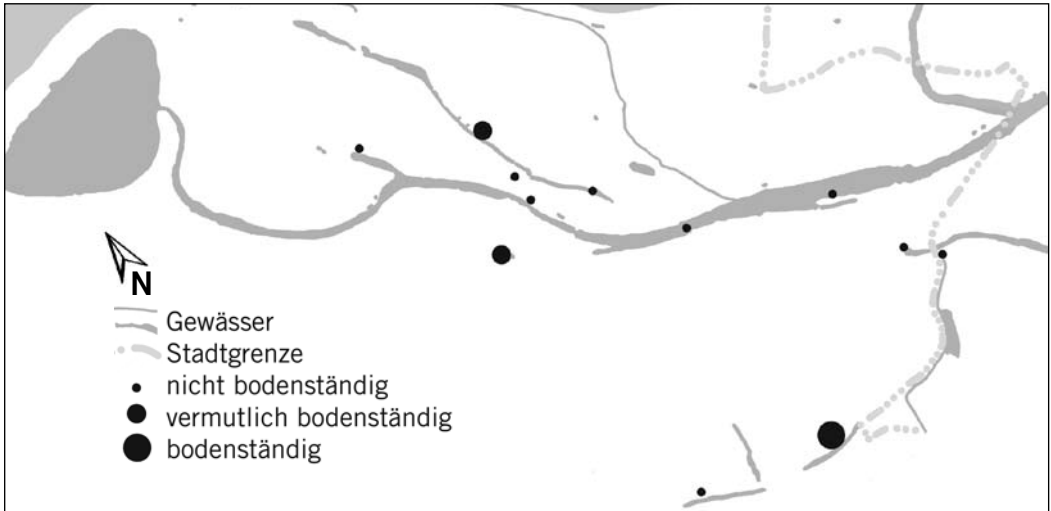 N
Gewässer
Stadtgrenze
nicht bodenständig
vermutlich bodenständig
bodenständig